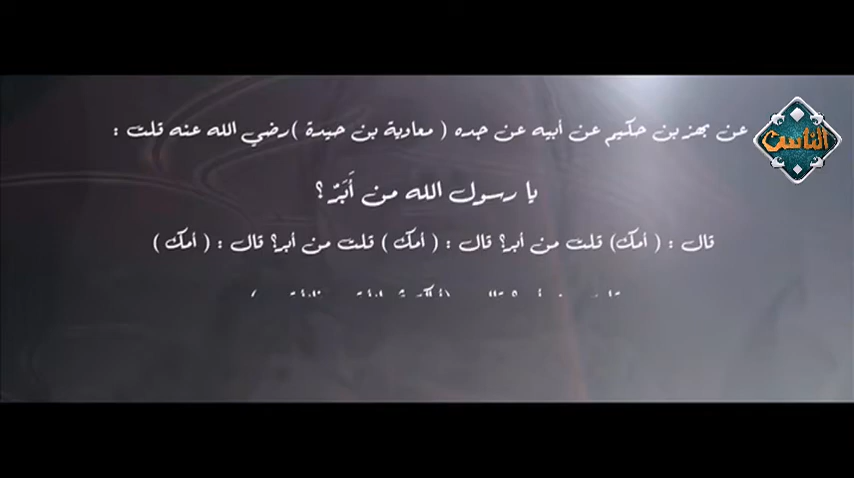 عن بهز بن حكيم عن أبيه عن جده ( معاوية بن حيدة ) رضي الله عنه قلت :
الناس
يا رسول الله من أَبَرّ ؟
قال : ( أمك) قلت من أبر؟ قال : ( أمك ) قلت من أبر؟ قال : ( أمك )